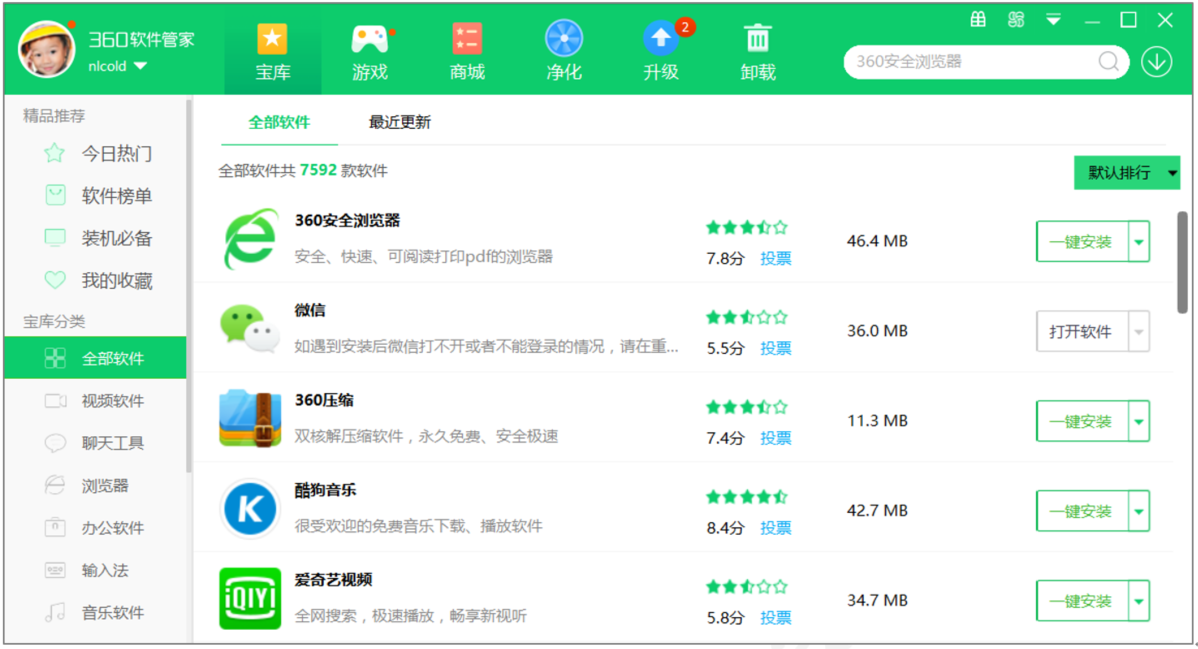 360软件管家
nlcold
宝库
游戏
商城
净化
2
升级
卸载
360安全浏览器
精品推荐
今日热门
软件榜单
装机必备
我的收藏
宝库分类
全部软件
视频软件
聊天工具
浏览器
办公软件
输入法
音乐软件
全部软件 最近更新
全部软件共 7592 款软件
默认排行
360安全浏览器
安全、快速、可阅读打印pdf的浏览器
7.8分 投票
46.4 MB
一键安装
微信
如遇到安装后微信打不开或者不能登录的情况，请在重...
5.5分 投票
36.0 MB
打开软件
360压缩
双核解压缩软件，永久免费、安全极速
7.4分 投票
11.3 MB
一键安装
K
酷狗音乐
很受欢迎的免费音乐下载、播放软件
8.4分 投票
42.7 MB
一键安装
iQIYI
爱奇艺视频
全网搜索，极速播放，畅享新视听
5.8分 投票
34.7 MB
一键安装